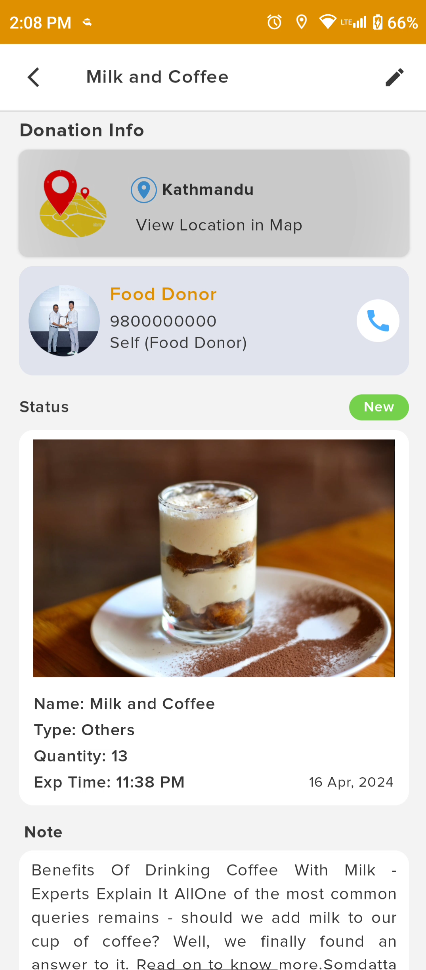 2:08 PM LTE 66%
Milk and Coffee
Donation Info
Kathmandu
View Location in Map
Food Donor
9800000000
Self (Food Donor)
Status New
Name: Milk and Coffee
Type: Others
Quantity: 13
Exp Time: 11:38 PM 16 Apr, 2024
Note
Benefits Of Drinking Coffee With Milk -
Experts Explain It AllOne of the most common
queries remains - should we add milk to our
cup of coffee? Well, we finally found an
answer to it. Read on to know more.Somdatta